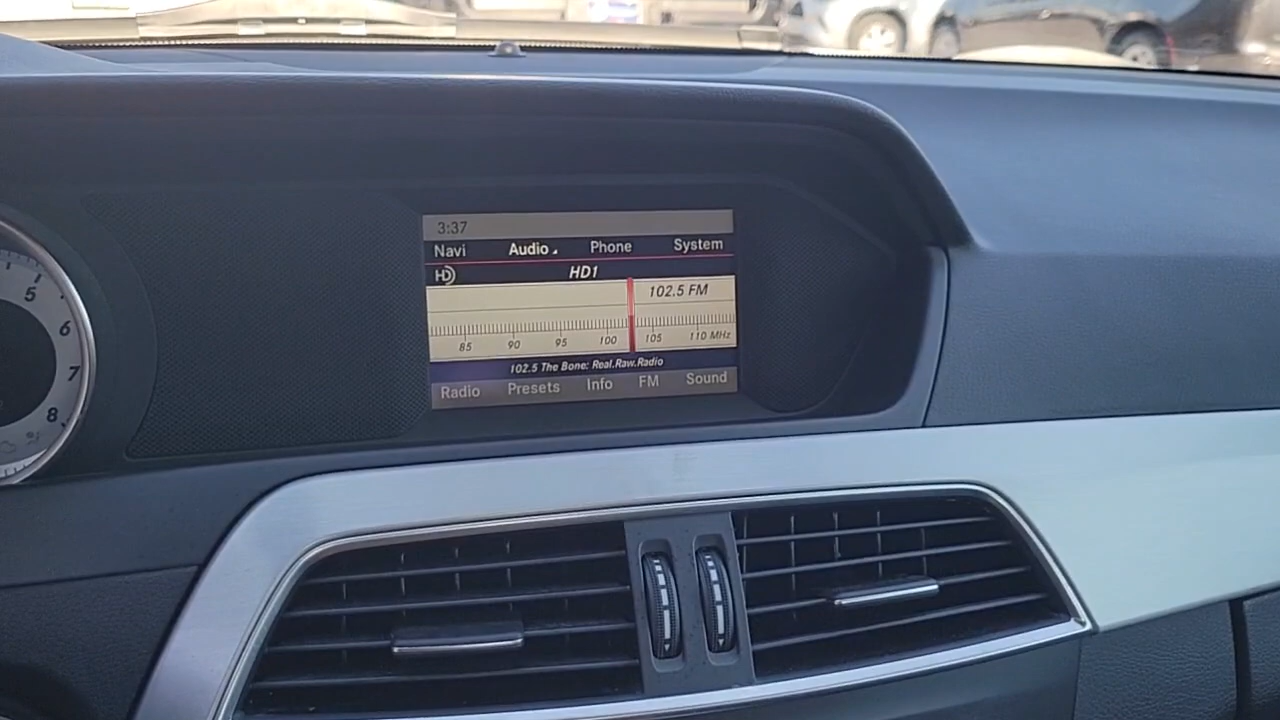 3:37
Navi Audio Phone System
HD HD1
102.5 FM
85 90 95 100 105 110 MHz
102.5 The Bone: Real.Raw.Radio
Radio Presets Info FM Sound
5
6
7
8